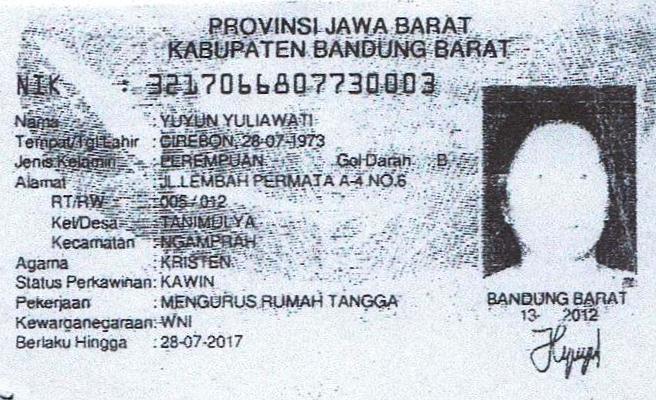 PROVINSI JAWA BARAT
KABUPATEN BANDUNG BARAT
NIK : 3217066807730003
Nama : YUYUN YULIAWATI
Tempat/Tgl Lahir : CIREBON, 28-07-1973
Jenis Kelamin : PEREMPUAN Gol Darah B
Alamat JL.LEMBAH PERMATA A-4 NO.6
RT/RW : 006 / 012
Kel/Desa : TANIMULYA
Kecamatan : NGAMPRAH
Agama : KRISTEN
Status Perkawinan: KAWIN
Pekerjaan : MENGURUS RUMAH TANGGA
Kewarganegaraan: WNI
Berlaku Hingga : 28-07-2017
BANDUNG BARAT
13- 2012